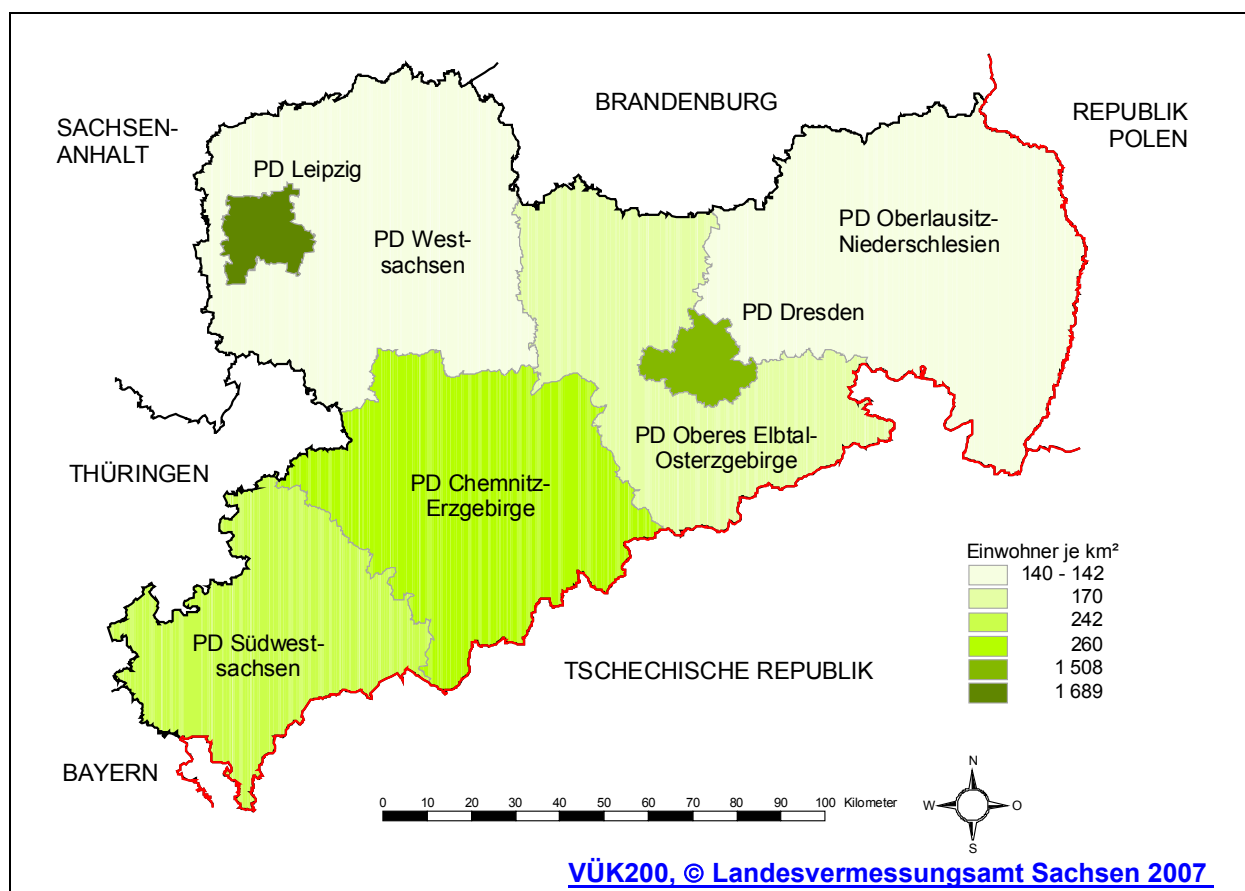 BRANDENBURG
SACHSEN-
ANHALT
REPUBLIK
POLEN
PD Leipzig
PD West-
sachsen
PD Oberlausitz-
Niederschlesien
PD Dresden
PD Oberes Elbtal-
Osterzgebirge
THÜRINGEN
PD Chemnitz-
Erzgebirge
PD Südwest-
sachsen
TSCHECHISCHE REPUBLIK
BAYERN
Einwohner je km²
140 - 142
170
242
260
1 508
1 689
0 10 20 30 40 50 60 70 80 90 100 Kilometer
N
W O
S
VÜK200, © Landesvermessungsamt Sachsen 2007